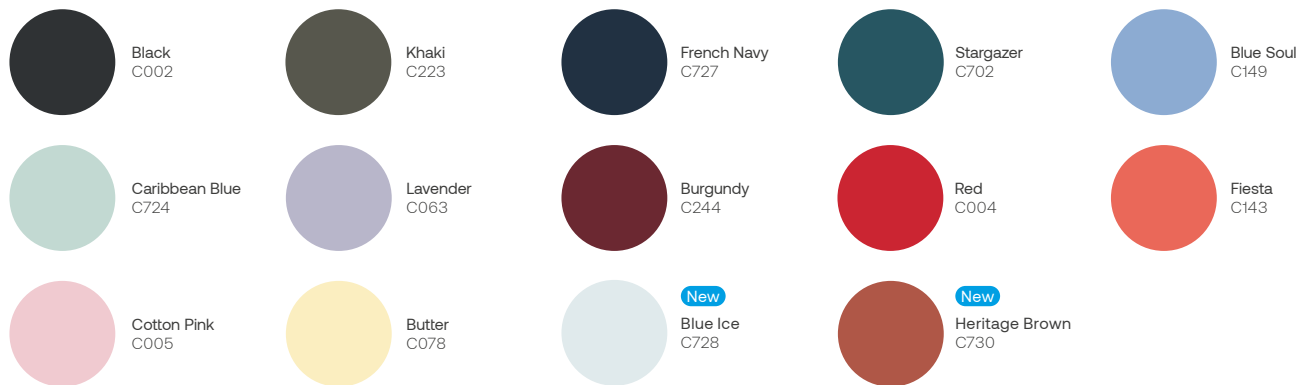 Black
C002
Khaki
C223
French Navy
C727
Stargazer
C702
Blue Soul
C149
Caribbean Blue
C724
Lavender
C063
Burgundy
C244
Red
C004
Fiesta
C143
Cotton Pink
C005
Butter
C078
New
Blue Ice
C728
New
Heritage Brown
C730